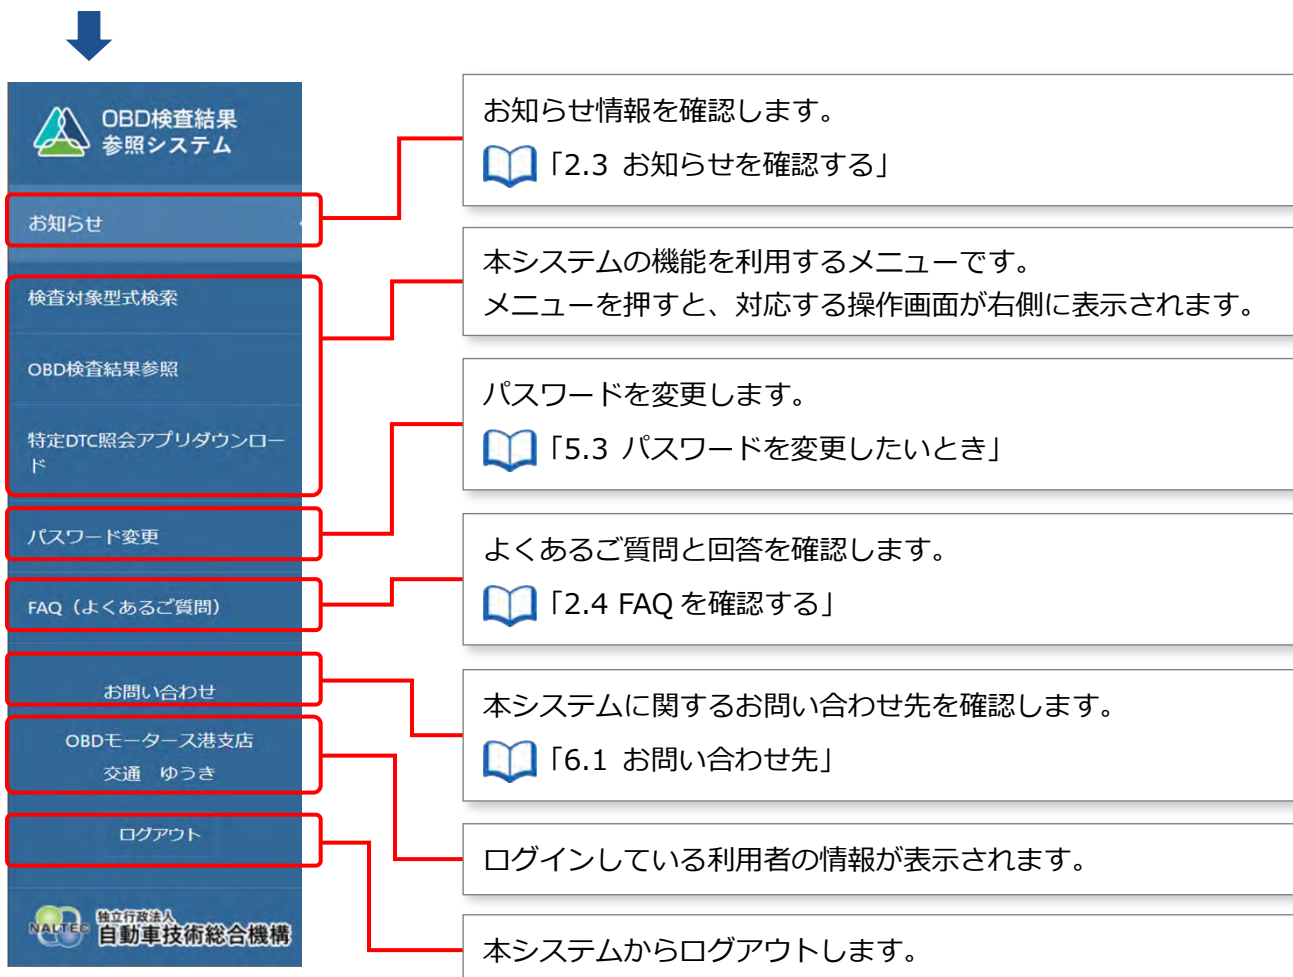 OBD検査結果
参照システム
お知らせ
検査対象型式検索
OBD検査結果参照
特定DTC照会アプリダウンロー
ド
パスワード変更
FAQ（よくあるご質問）
お問い合わせ
OBDモータース港支店
交通　ゆうき
ログアウト
NALTEC
独立行政法人
自動車技術総合機構
お知らせ情報を確認します。
「2.3 お知らせを確認する」
本システムの機能を利用するメニューです。
メニューを押すと、対応する操作画面が右側に表示されます。
パスワードを変更します。
「5.3 パスワードを変更したいとき」
よくあるご質問と回答を確認します。
「2.4 FAQ を確認する」
本システムに関するお問い合わせ先を確認します。
「6.1 お問い合わせ先」
ログインしている利用者の情報が表示されます。
本システムからログアウトします。